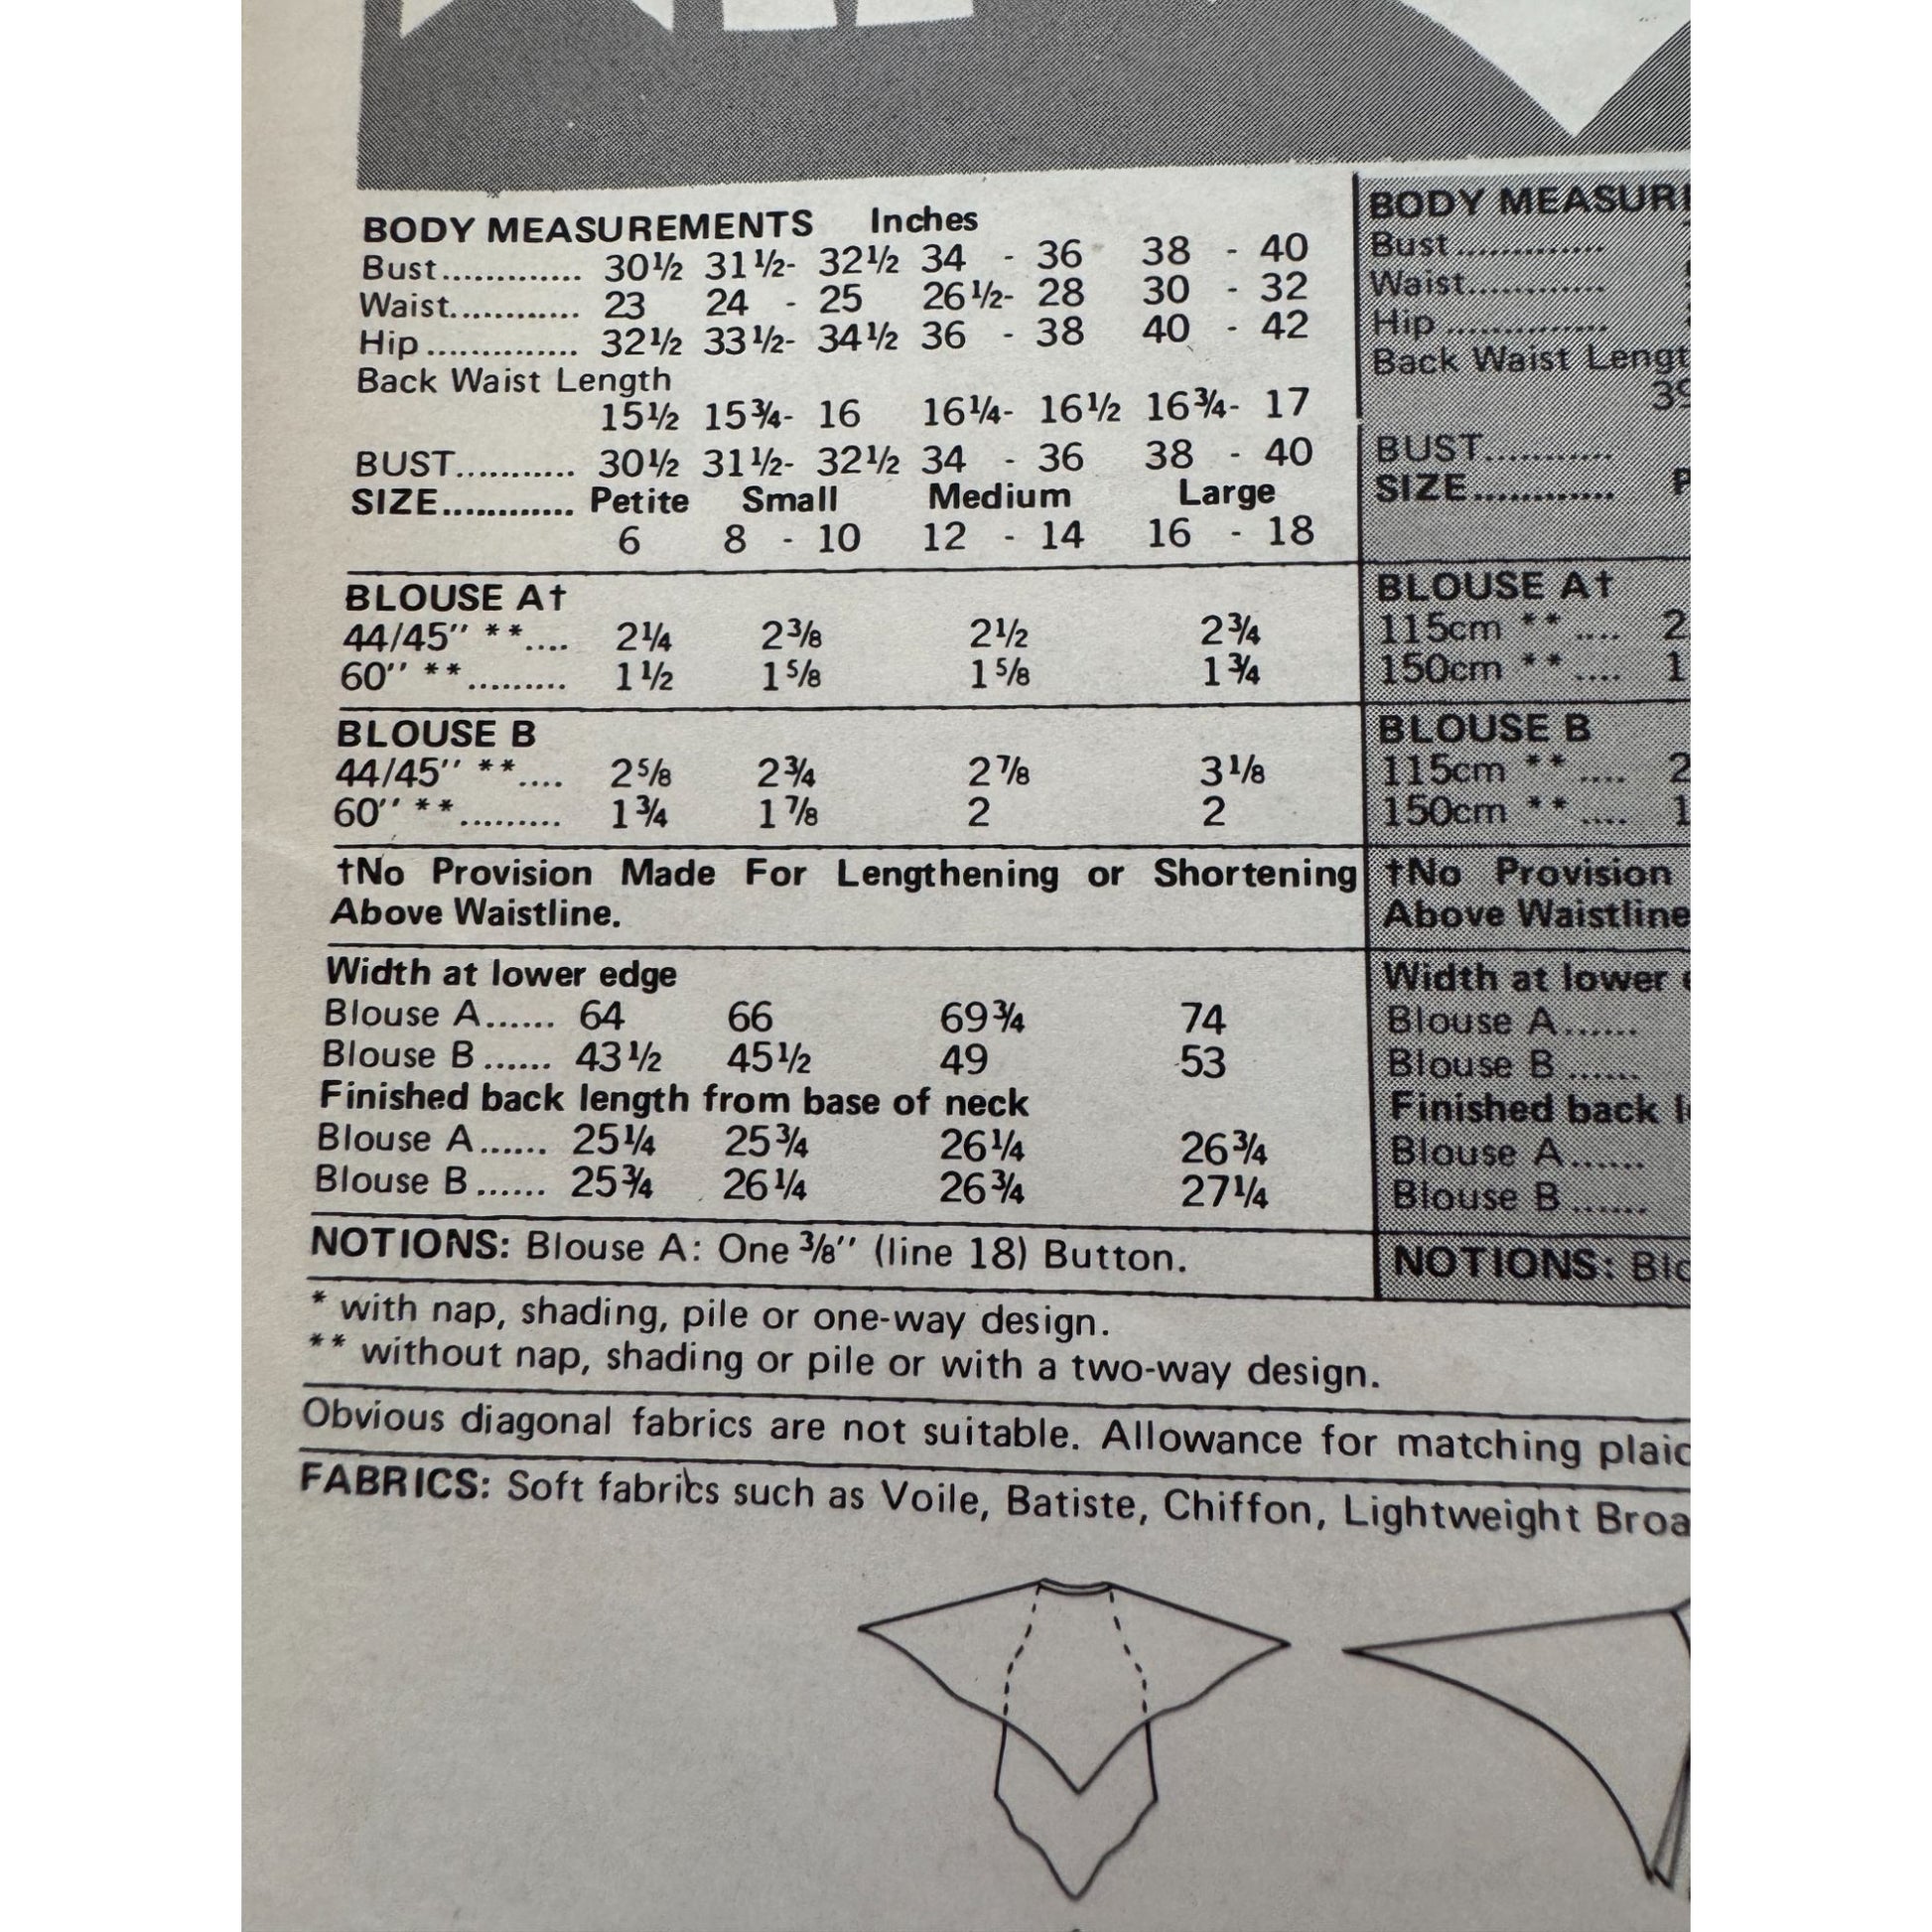 BODY MEASUREMENTS Inches
Bust............. 30½ 31½- 32½ 34 - 36 38 - 40
Waist............ 23 24 - 25 26½- 28 30 - 32
Hip............... 32½ 33½- 34½ 36 - 38 40 - 42
Back Waist Length
15½ 15¾- 16 16¼- 16½ 16¾- 17
BUST........... 30½ 31½- 32½ 34 - 36 38 - 40
SIZE............ Petite Small Medium Large
6 8 - 10 12 - 14 16 - 18
BLOUSE A†
44/45'' **.... 2¼ 2⅜ 2½ 2¾
60'' **......... 1½ 1⅝ 1⅝ 1¾
BLOUSE B
44/45'' **.... 2⅝ 2¾ 2⅞ 3⅛
60'' **......... 1¾ 1⅞ 2 2
†No Provision Made For Lengthening or Shortening
Above Waistline.
Width at lower edge
Blouse A...... 64 66 69¾ 74
Blouse B...... 43½ 45½ 49 53
Finished back length from base of neck
Blouse A...... 25¼ 25¾ 26¼ 26¾
Blouse B...... 25¾ 26¼ 26¾ 27¼
NOTIONS: Blouse A: One ⅜'' (line 18) Button.
* with nap, shading, pile or one-way design.
** without nap, shading or pile or with a two-way design.
Obvious diagonal fabrics are not suitable. Allowance for matching
FABRICS: Soft fabrics such as Voile, Batiste, Chiffon, Lightweight
BODY
Bust.............
Waist.............
Hip...............
Back Waist
BUST............
SIZE.............
BLOUSE A†
115cm **....
150cm **....
BLOUSE B
115cm **....
150cm **....
†No Provision
Above Waistline
Width at lower
Blouse A.......
Blouse B.......
Finished back
Blouse A.......
Blouse B.......
NOTIONS: